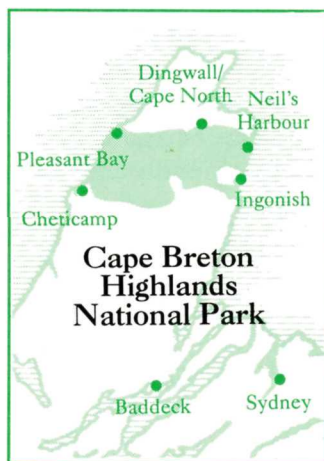 Dingwall/
Cape North
Neil's
Harbour
Pleasant Bay
Ingonish
Cheticamp
Cape Breton
Highlands
National Park
Baddeck
Sydney